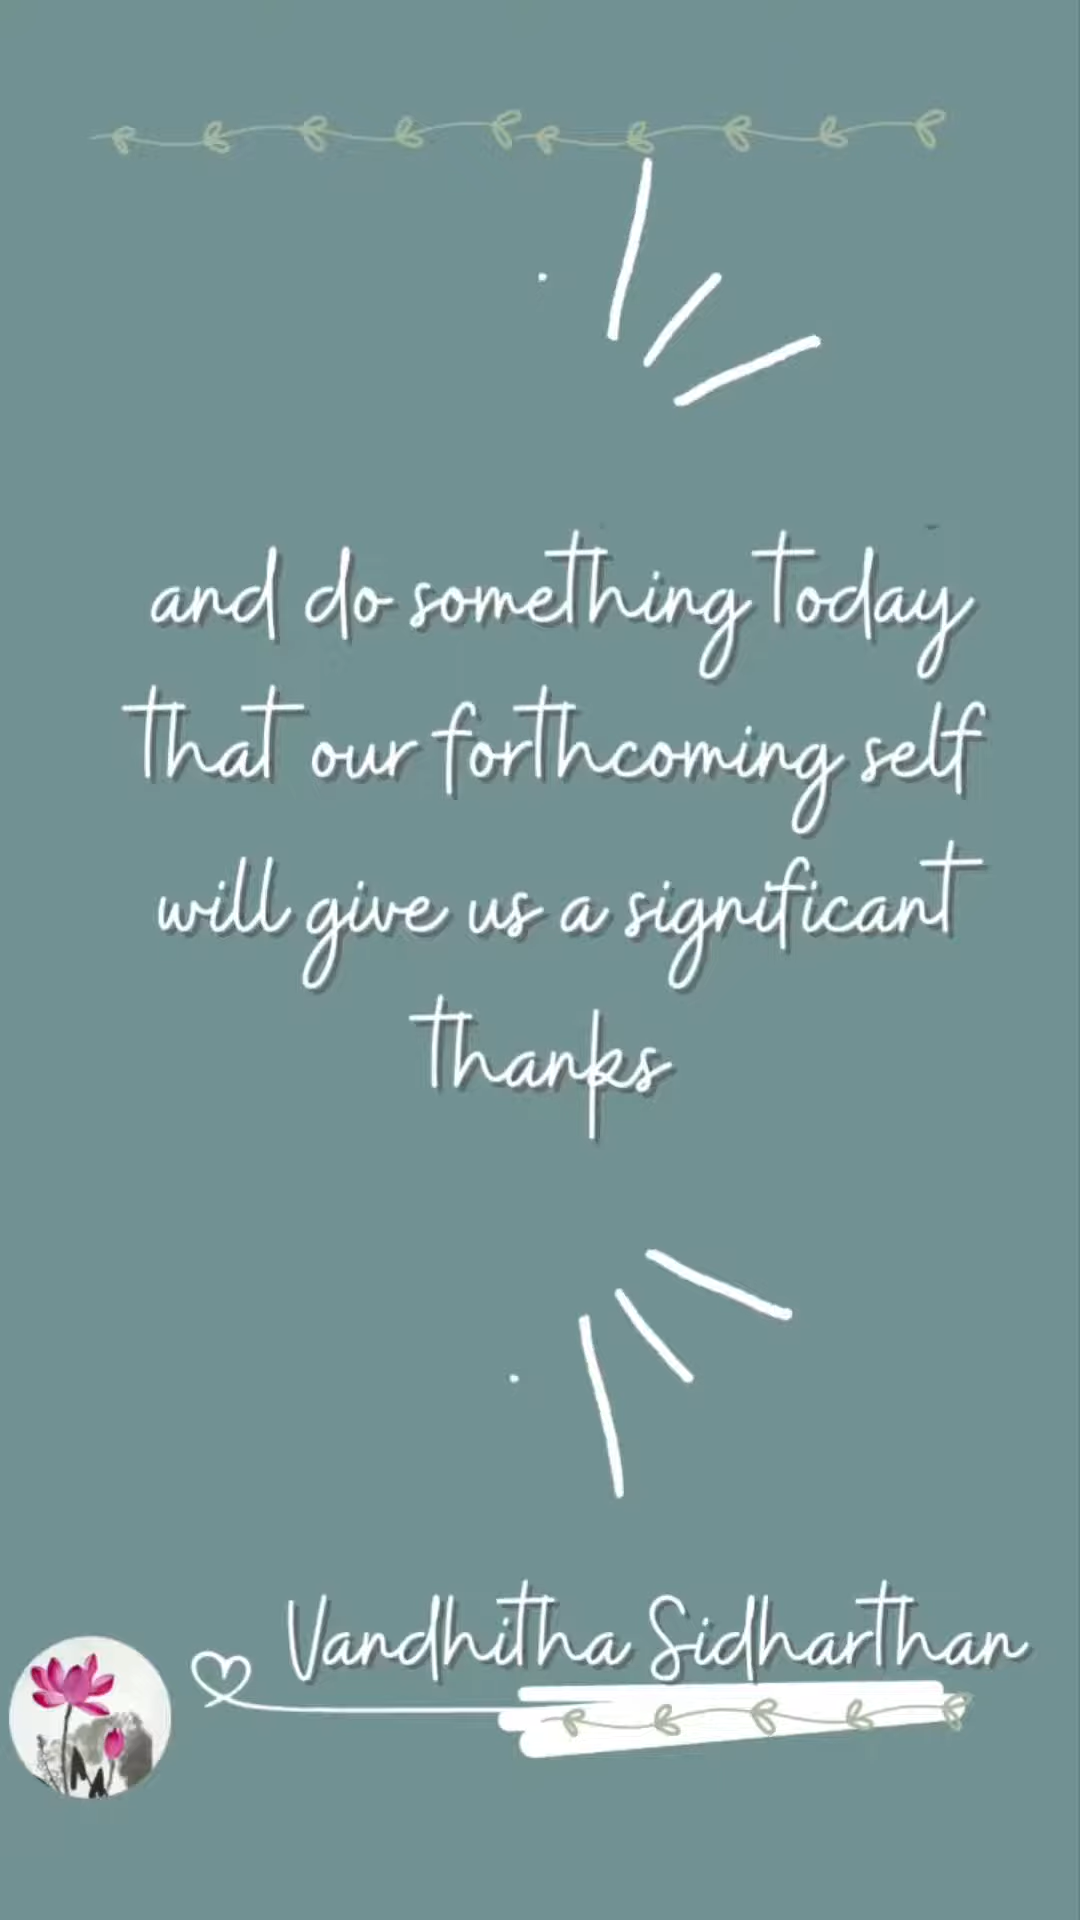 and do something today
that our forthcoming self
will give us a significant
thanks
Vandhitha Sidharthan